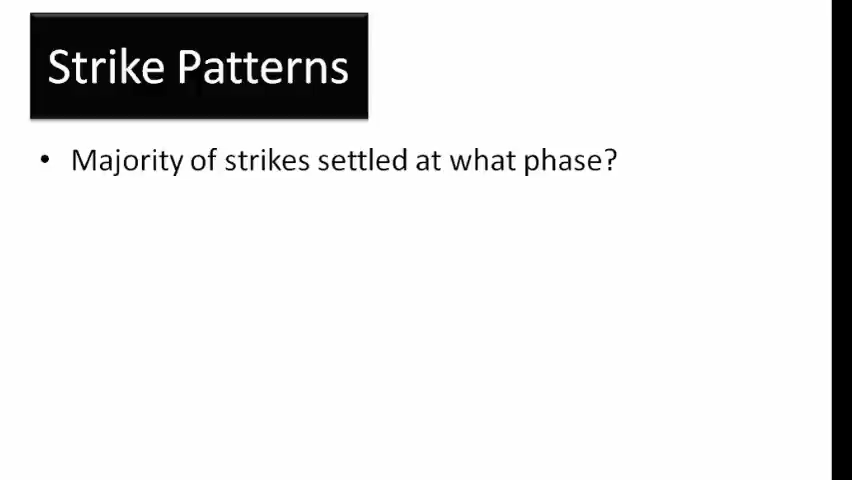 Strike Patterns
• Majority of strikes settled at what phase?